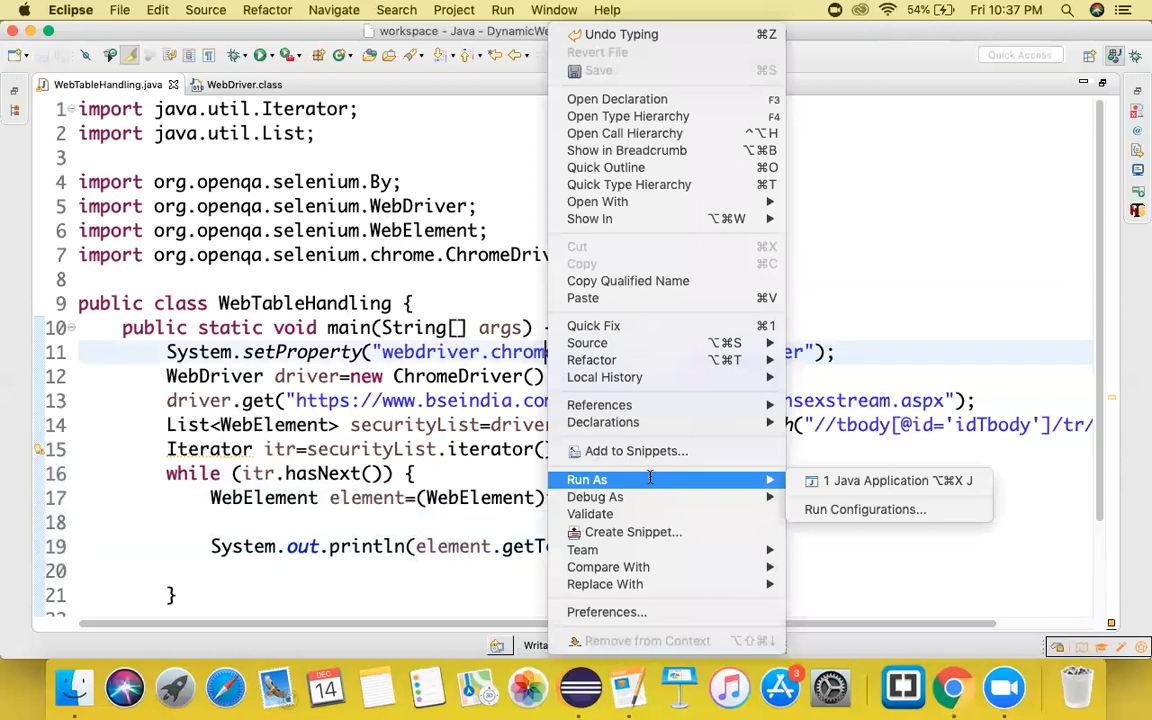 Eclipse File Edit Source Refactor Navigate Search Project Run Window Help 54% Fri 10:37 PM
workspace - Java - DynamicWe
Quick Access
WebTableHandling.java WebDriver.class
1 import java.util.Iterator;
2 import java.util.List;
3
4 import org.openqa.selenium.By;
5 import org.openqa.selenium.WebDriver;
6 import org.openqa.selenium.WebElement;
7 import org.openqa.selenium.chrome.ChromeDri
8
9 public class WebTableHandling {
10 public static void main(String[] args)
11 System.setProperty("webdriver.chrom er");
12 WebDriver driver=new ChromeDriver()
13 driver.get("https://www.bseindia.co nsexstream.aspx");
14 List<WebElement> securityList=drive h("//tbody[@id='idTbody']/tr/
15 Iterator itr=securityList.iterator(
16 while (itr.hasNext()) {
17 WebElement element=(WebElement)
18
19 System.out.println(element.getT
20
21 }
Undo Typing ⌘Z
Revert File
Save ⌘S
Open Declaration F3
Open Type Hierarchy F4
Open Call Hierarchy ^⌥H
Show in Breadcrumb ⌥⌘B
Quick Outline ⌘O
Quick Type Hierarchy ⌘T
Open With
Show In ⌥⌘W
Cut ⌘X
Copy ⌘C
Copy Qualified Name
Paste ⌘V
Quick Fix ⌘1
Source ⌥⌘S
Refactor ⌥⌘T
Local History
References
Declarations
Add to Snippets...
Run As
Debug As
Validate
Create Snippet...
Team
Compare With
Replace With
Preferences...
Remove from Context ⌥⇧⌘↓
1 Java Application ⌥⌘X J
Run Configurations...
Writa
DEC
14
3